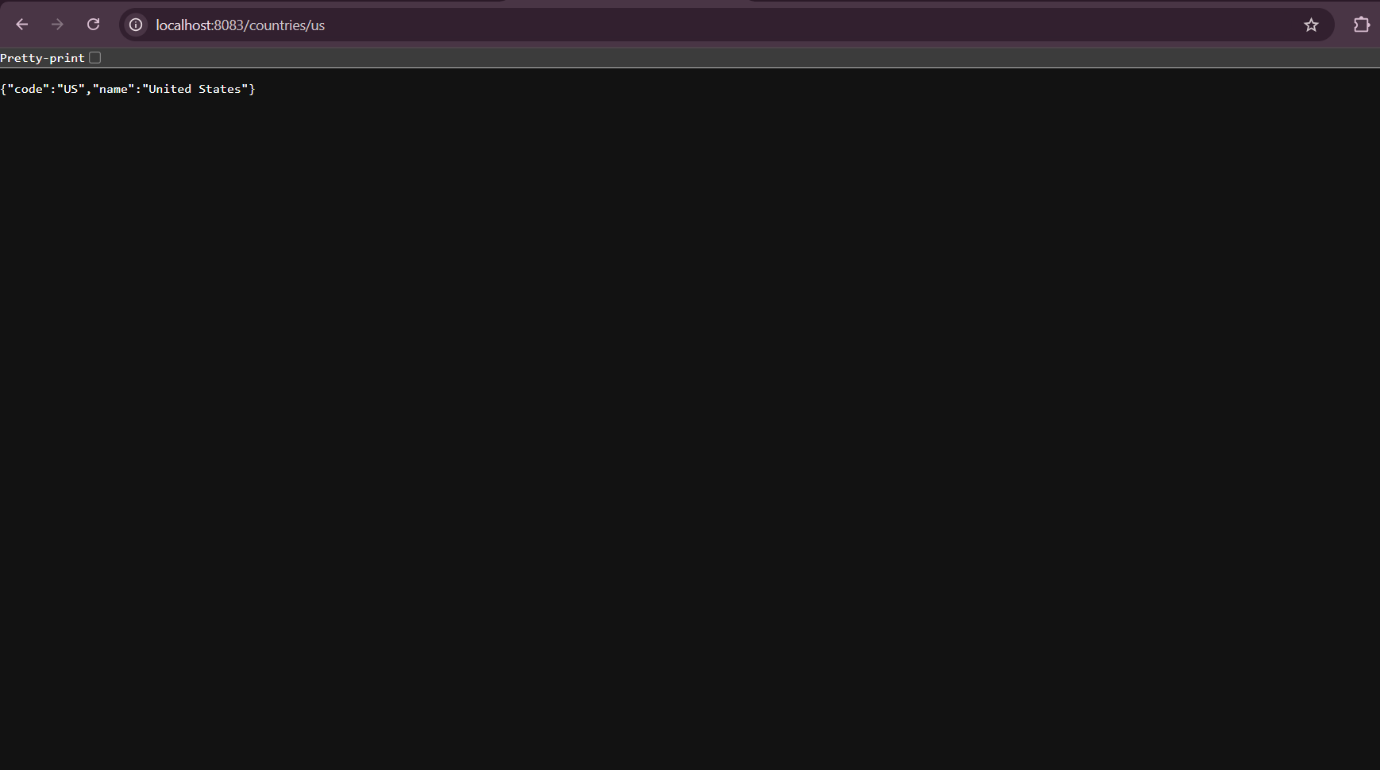 localhost:8083/countries/us
Pretty-print
{"code":"US","name":"United States"}